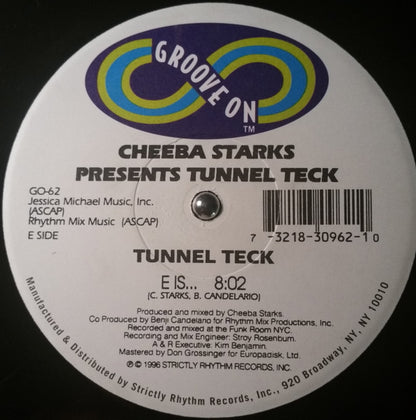 GROOVE ON
TM
CHEEBA STARKS
PRESENTS TUNNEL TECK
GO-62
Jessica Michael Music, Inc.
(ASCAP)
Rhythm Mix Music (ASCAP)
E SIDE
7 73218-30962-1 0
TUNNEL TECK
E IS... 8:02
(C. STARKS, B. CANDELARIO)
Produced and mixed by Cheeba Starks.
Co Produced by Benji Candelario for Rhythm Mix Productions, Inc.
Recorded and mixed at the Funk Room NYC.
Recording and Mix Engineer: Stroy Rosenburn.
A & R Executive: Kim Benjamin.
Mastered by Don Grossinger for Europadisk, Ltd.
℗ © 1996 STRICTLY RHYTHM RECORDS, INC.
Manufactured & Distributed by Strictly Rhythm Records, Inc., 920 Broadway, NY, NY 10010